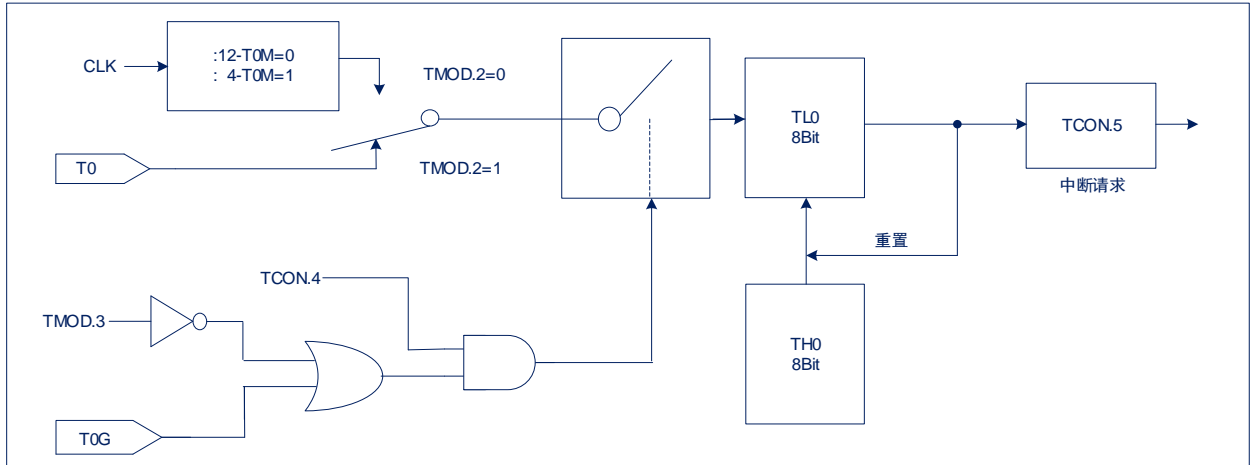 :12-T0M=0
: 4-T0M=1
CLK
TMOD.2=0
T0
TMOD.2=1
TL0
8Bit
TCON.5
中断请求
重置
TCON.4
TMOD.3
TH0
8Bit
T0G